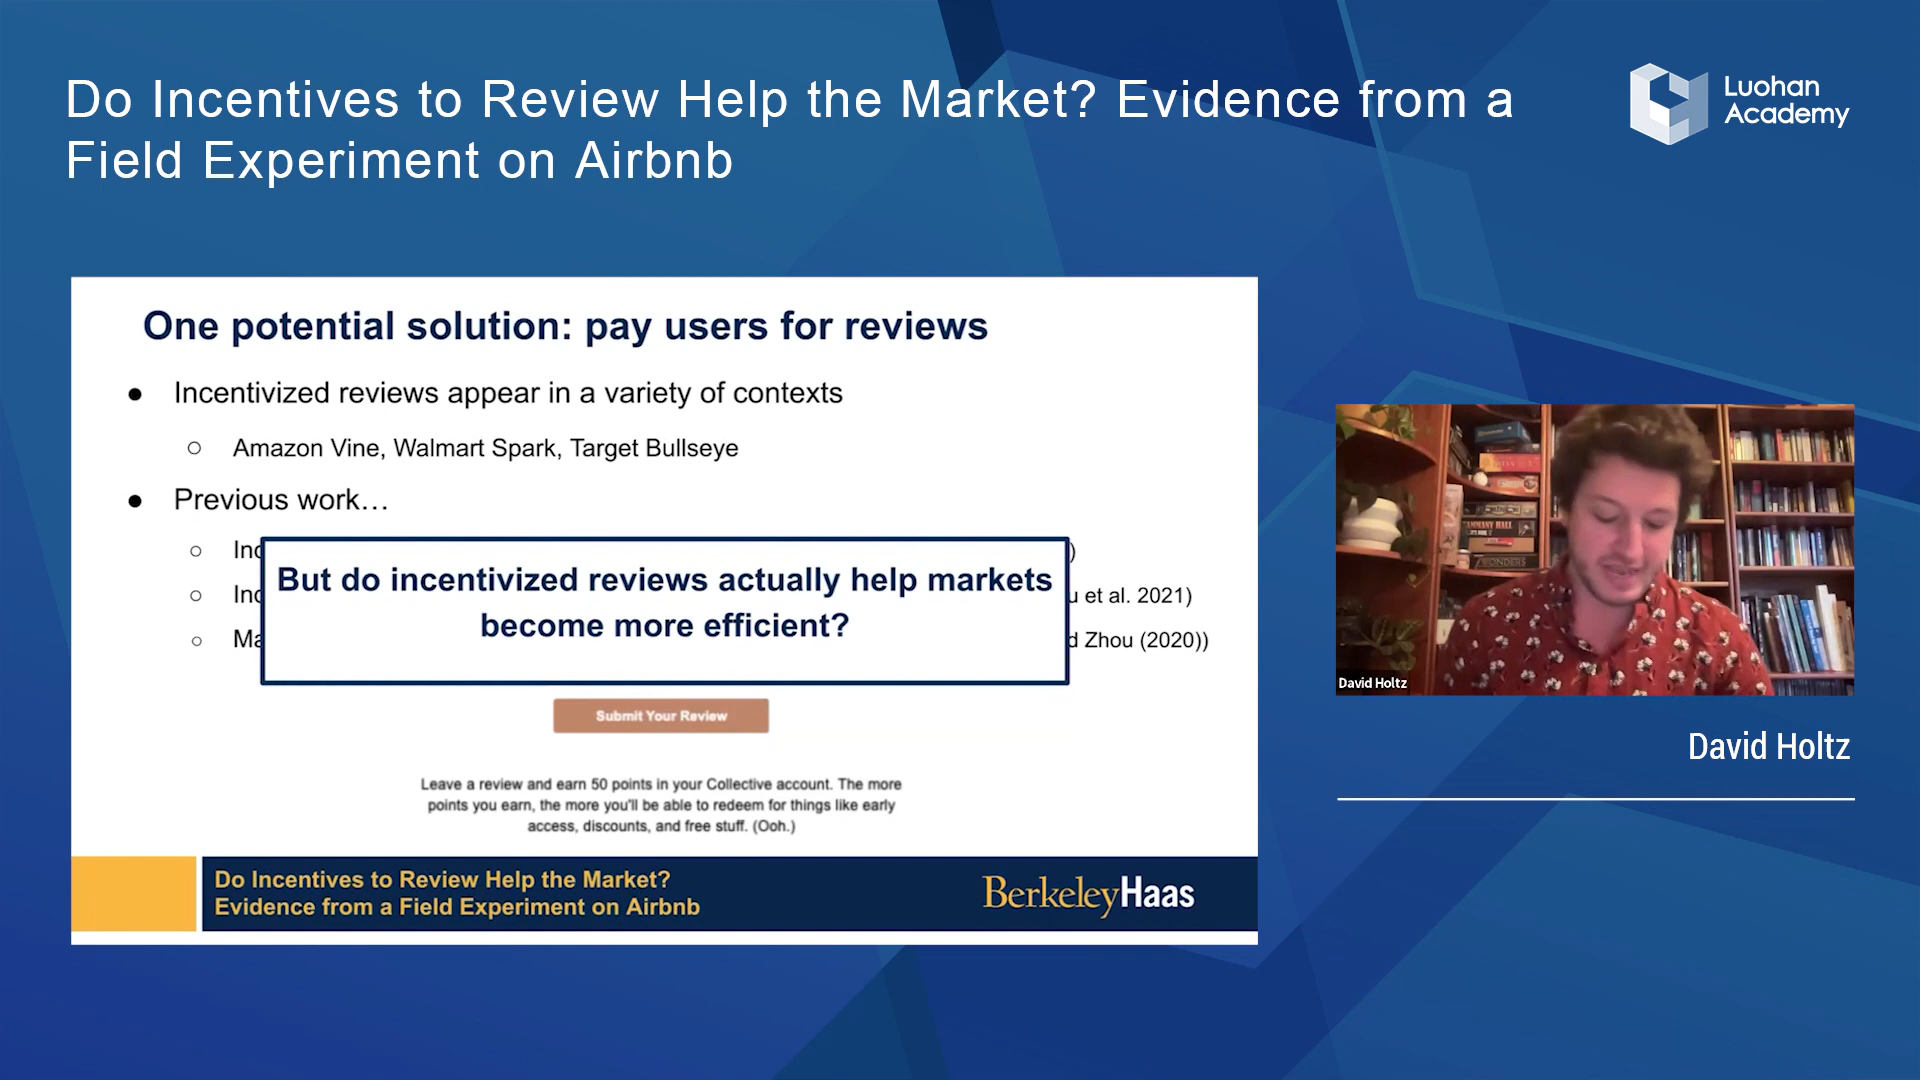 Do Incentives to Review Help the Market? Evidence from a
Field Experiment on Airbnb
Luohan
Academy
One potential solution: pay users for reviews
Incentivized reviews appear in a variety of contexts
Amazon Vine, Walmart Spark, Target Bullseye
Previous work…
But do incentivized reviews actually help markets
become more efficient?
et al. 2021)
Zhou (2020))
Submit Your Review
Leave a review and earn 50 points in your Collective account. The more
points you earn, the more you'll be able to redeem for things like early
access, discounts, and free stuff. (Ooh.)
Do Incentives to Review Help the Market?
Evidence from a Field Experiment on Airbnb
BerkeleyHaas
TAMMANY HALL
WONDERS
David Holtz
David Holtz